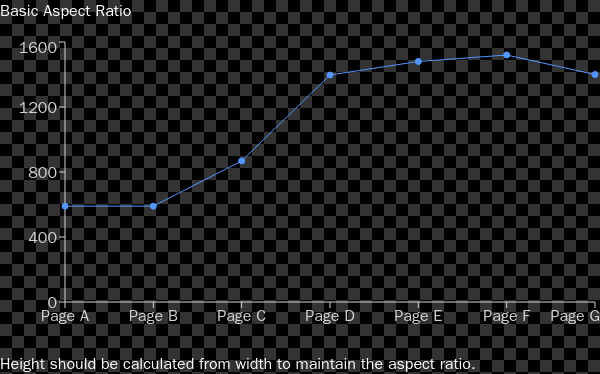 Basic Aspect Ratio
1600
1200
800
400
0
Page A Page B Page C Page D Page E Page F Page G
Height should be calculated from width to maintain the aspect ratio.